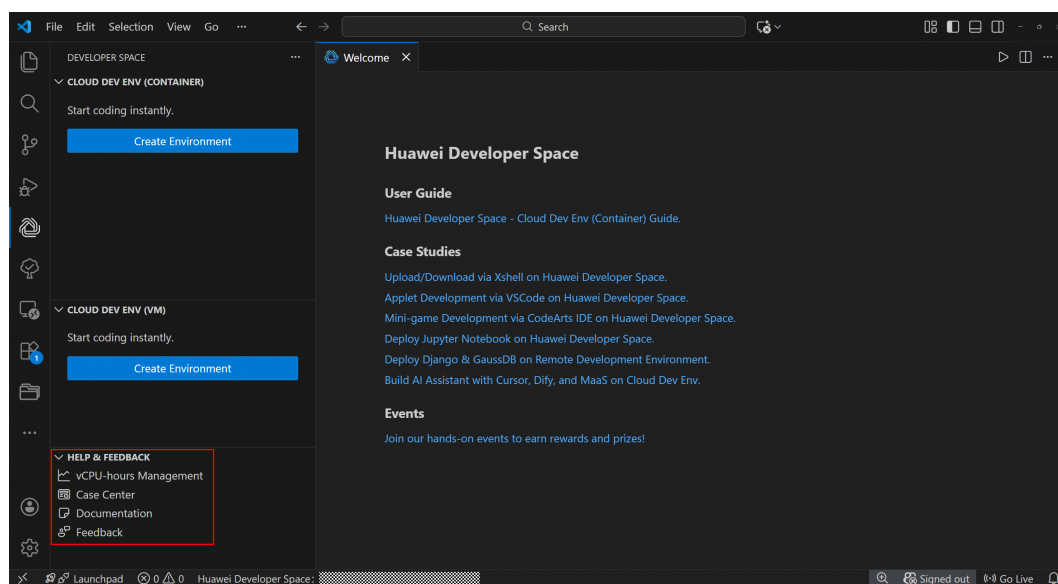 File Edit Selection View Go ··· Search
DEVELOPER SPACE ···
Welcome
CLOUD DEV ENV (CONTAINER)
Start coding instantly.
Create Environment
CLOUD DEV ENV (VM)
Start coding instantly.
Create Environment
HELP & FEEDBACK
vCPU-hours Management
Case Center
Documentation
Feedback
Huawei Developer Space
User Guide
Huawei Developer Space - Cloud Dev Env (Container) Guide.
Case Studies
Upload/Download via Xshell on Huawei Developer Space.
Applet Development via VSCode on Huawei Developer Space.
Mini-game Development via CodeArts IDE on Huawei Developer Space.
Deploy Jupyter Notebook on Huawei Developer Space.
Deploy Django & GaussDB on Remote Development Environment.
Build AI Assistant with Cursor, Dify, and MaaS on Cloud Dev Env.
Events
Join our hands-on events to earn rewards and prizes!
1
Launchpad 0 0 Huawei Developer Space: Signed out Go Live